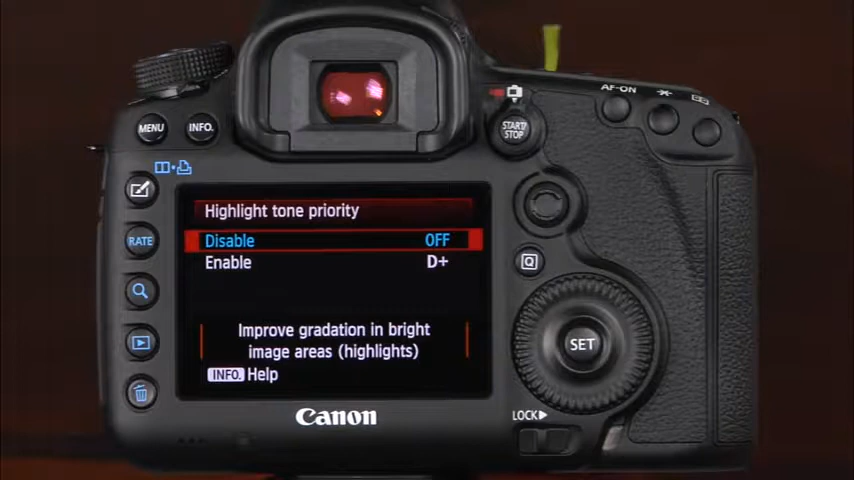 AF-ON
MENU
INFO.
START/
STOP
RATE
Highlight tone priority
Disable OFF
Enable D+
Q
Improve gradation in bright
image areas (highlights)
INFO. Help
SET
Canon
LOCK